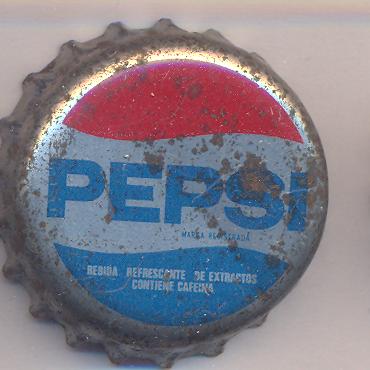 PEPSI
MARCA REGISTRADA
BEBIDA REFRESCANTE DE EXTRACTOS
CONTIENE CAFEINA